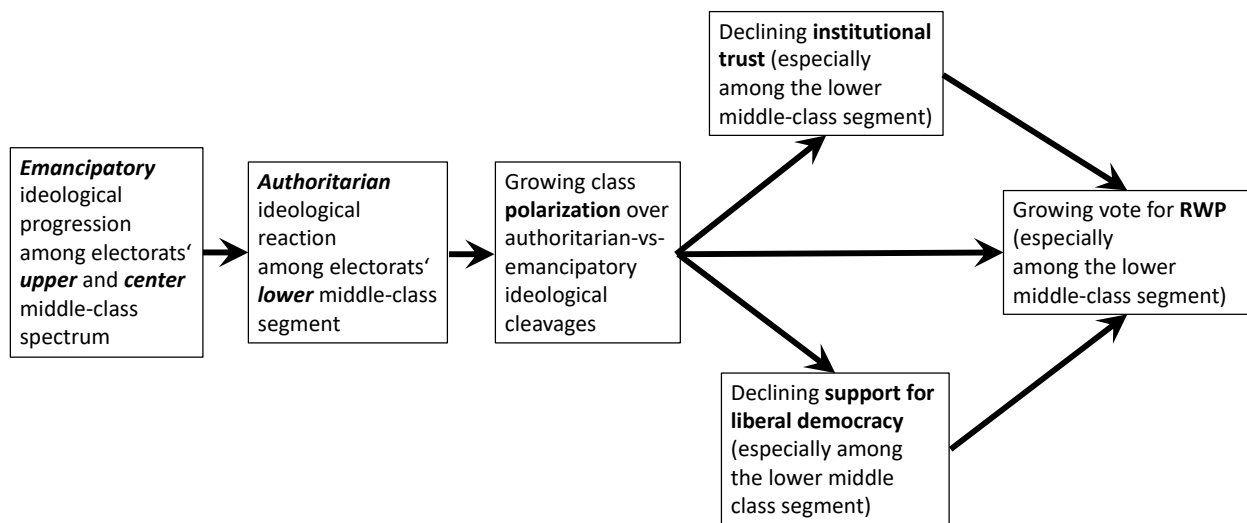 Emancipatory
ideological
progression
among electorats‘
upper and center
middle-class
spectrum
Authoritarian
ideological
reaction
among electorats‘
lower middle-class
segment
Growing class
polarization over
authoritarian-vs-
emancipatory
ideological
cleavages
Declining institutional
trust (especially
among the lower
middle-class segment)
Declining support for
liberal democracy
(especially among
the lower middle
class segment)
Growing vote for RWP
(especially
among the lower
middle-class segment)